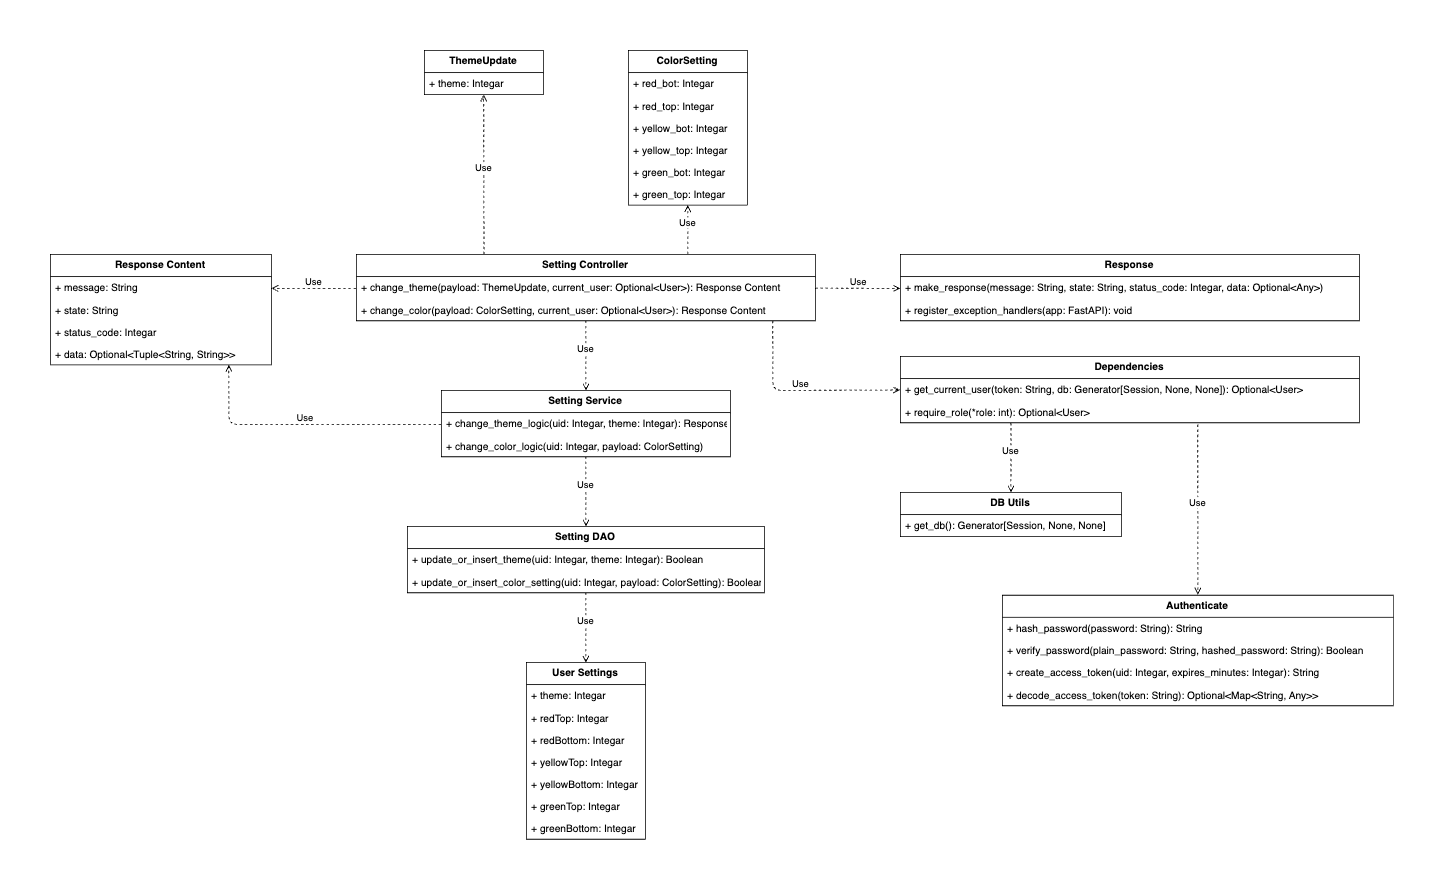 ThemeUpdate
+ theme: Integar
ColorSetting
+ red_bot: Integar
+ red_top: Integar
+ yellow_bot: Integar
+ yellow_top: Integar
+ green_bot: Integar
+ green_top: Integar
Use
Use
Response Content
+ message: String
+ state: String
+ status_code: Integar
+ data: Optional<Tuple<String, String>>
Use
Setting Controller
+ change_theme(payload: ThemeUpdate, current_user: Optional<User>): Response Content
+ change_color(payload: ColorSetting, current_user: Optional<User>): Response Content
Use
Response
+ make_response(message: String, state: String, status_code: Integar, data: Optional<Any>)
+ register_exception_handlers(app: FastAPI): void
Use
Use
Dependencies
+ get_current_user(token: String, db: Generator[Session, None, None]): Optional<User>
+ require_role(*role: int): Optional<User>
Use
Setting Service
+ change_theme_logic(uid: Integar, theme: Integar): Response
+ change_color_logic(uid: Integar, payload: ColorSetting)
Use
Use
Use
DB Utils
+ get_db(): Generator[Session, None, None]
Setting DAO
+ update_or_insert_theme(uid: Integar, theme: Integar): Boolean
+ update_or_insert_color_setting(uid: Integar, payload: ColorSetting): Boolean
Use
Authenticate
+ hash_password(password: String): String
+ verify_password(plain_password: String, hashed_password: String): Boolean
+ create_access_token(uid: Integar, expires_minutes: Integar): String
+ decode_access_token(token: String): Optional<Map<String, Any>>
User Settings
+ theme: Integar
+ redTop: Integar
+ redBottom: Integar
+ yellowTop: Integar
+ yellowBottom: Integar
+ greenTop: Integar
+ greenBottom: Integar